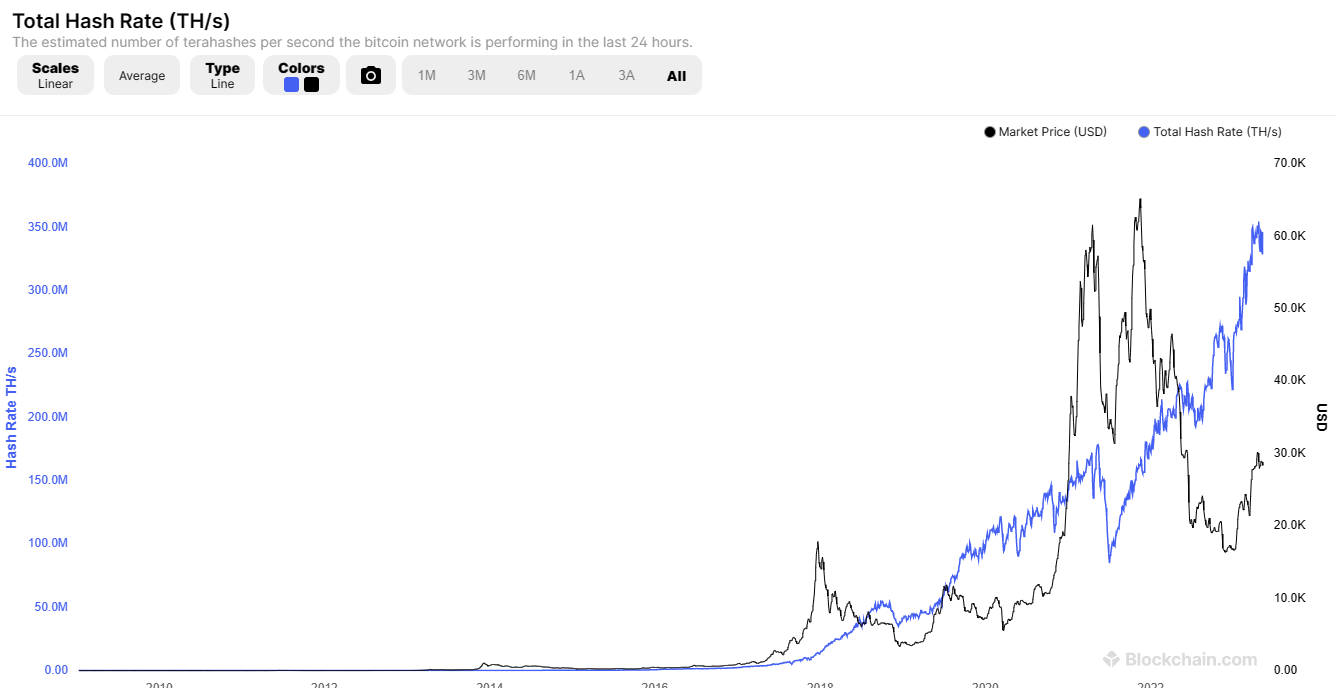 Total Hash Rate (TH/s)
The estimated number of terahashes per second the bitcoin network is performing in the last 24 hours.
Scales
Linear
Average
Type
Line
Colors
1M 3M 6M 1A 3A All
Market Price (USD) Total Hash Rate (TH/s)
400.0M 70.0K
350.0M 60.0K
300.0M 50.0K
250.0M 40.0K
200.0M 30.0K
150.0M 20.0K
100.0M 10.0K
50.0M
0.00 0.00
Hash Rate TH/s
USD
Blockchain.com
2010 2012 2014 2016 2018 2020 2022